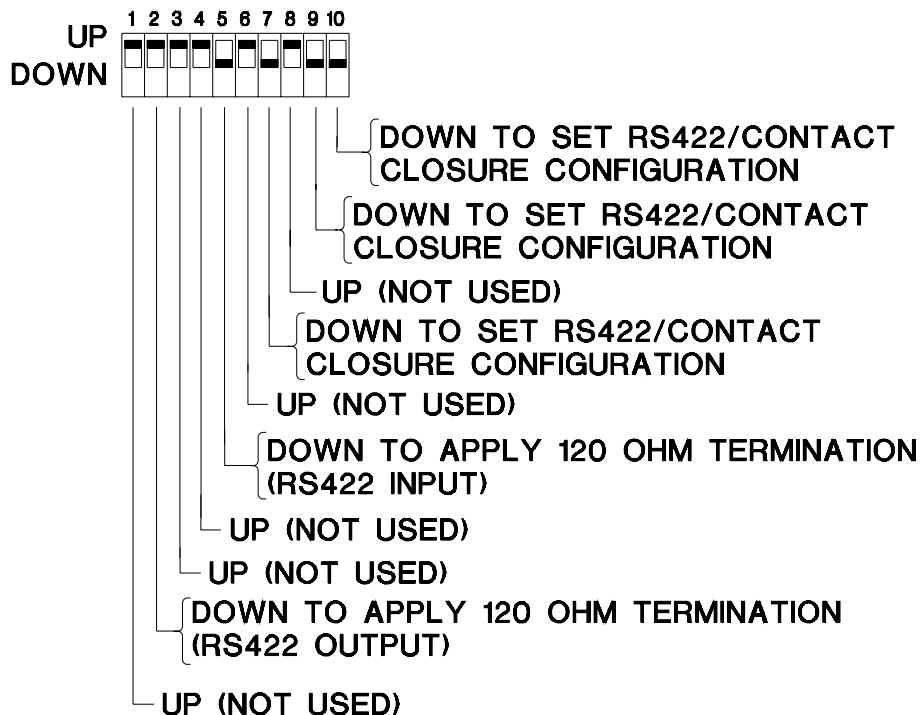 1 2 3 4 5 6 7 8 9 10
UP
DOWN
DOWN TO SET RS422/CONTACT
CLOSURE CONFIGURATION
DOWN TO SET RS422/CONTACT
CLOSURE CONFIGURATION
UP (NOT USED)
DOWN TO SET RS422/CONTACT
CLOSURE CONFIGURATION
UP (NOT USED)
DOWN TO APPLY 120 OHM TERMINATION
(RS422 INPUT)
UP (NOT USED)
UP (NOT USED)
DOWN TO APPLY 120 OHM TERMINATION
(RS422 OUTPUT)
UP (NOT USED)